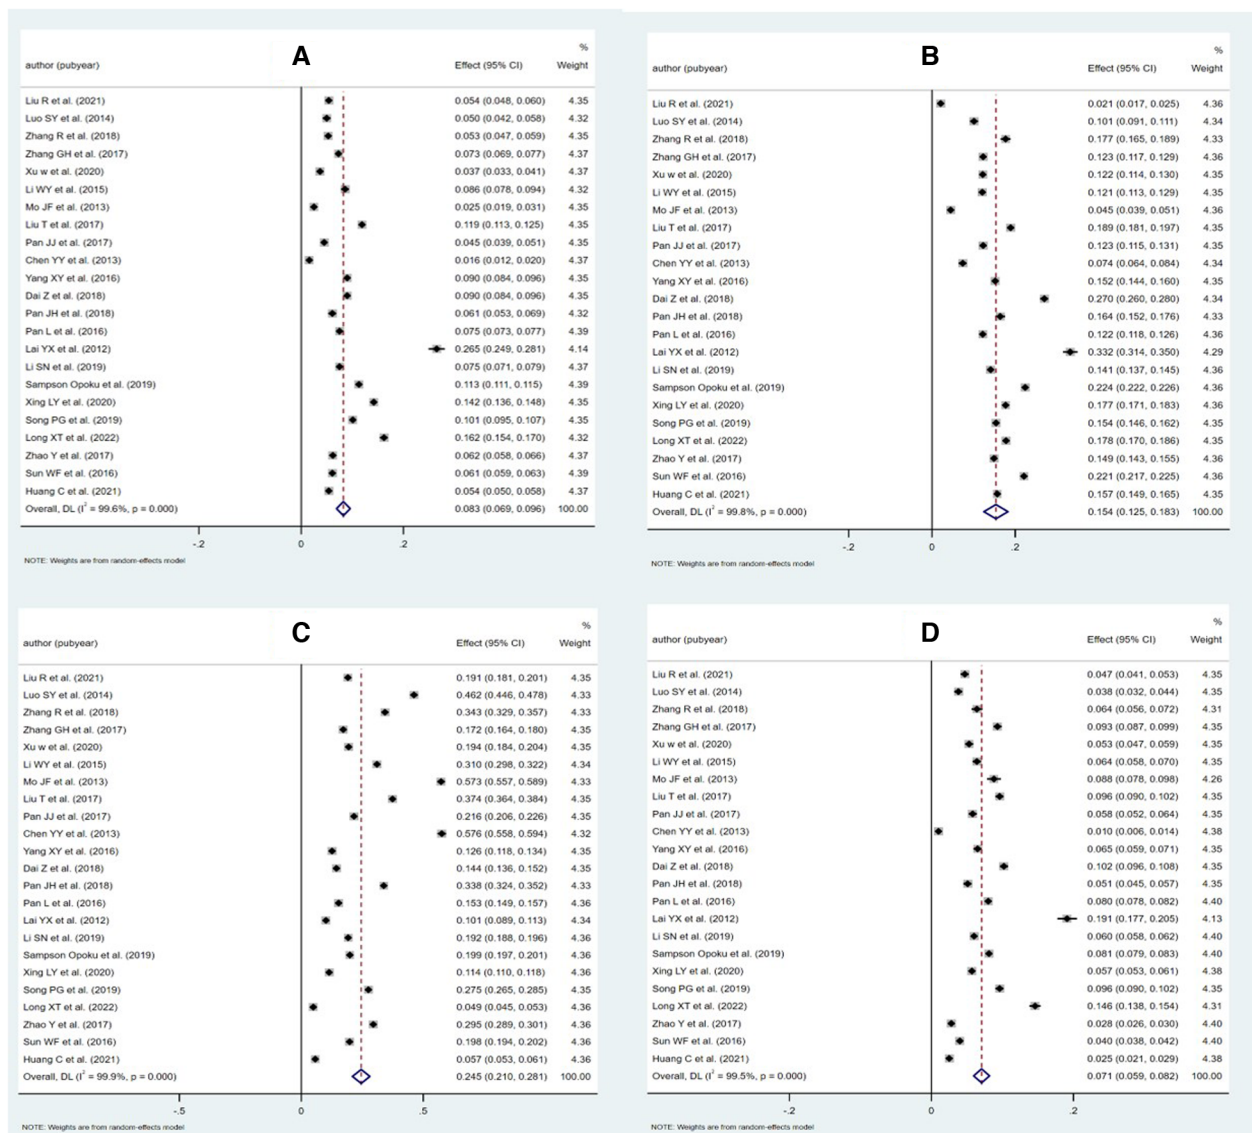 A
%
author (pubyear) Effect (95% CI) Weight
Liu R et al. (2021) 0.054 (0.048, 0.060) 4.35
Luo SY et al. (2014) 0.050 (0.042, 0.058) 4.32
Zhang R et al. (2018) 0.053 (0.047, 0.059) 4.35
Zhang GH et al. (2017) 0.073 (0.069, 0.077) 4.37
Xu w et al. (2020) 0.037 (0.033, 0.041) 4.37
Li WY et al. (2015) 0.086 (0.078, 0.094) 4.32
Mo JF et al. (2013) 0.025 (0.019, 0.031) 4.35
Liu T et al. (2017) 0.119 (0.113, 0.125) 4.35
Pan JJ et al. (2017) 0.045 (0.039, 0.051) 4.35
Chen YY et al. (2013) 0.016 (0.012, 0.020) 4.37
Yang XY et al. (2016) 0.090 (0.084, 0.096) 4.35
Dai Z et al. (2018) 0.090 (0.084, 0.096) 4.35
Pan JH et al. (2018) 0.061 (0.053, 0.069) 4.32
Pan L et al. (2016) 0.075 (0.073, 0.077) 4.39
Lai YX et al. (2012) 0.265 (0.249, 0.281) 4.14
Li SN et al. (2019) 0.075 (0.071, 0.079) 4.37
Sampson Opoku et al. (2019) 0.113 (0.111, 0.115) 4.39
Xing LY et al. (2020) 0.142 (0.136, 0.148) 4.35
Song PG et al. (2019) 0.101 (0.095, 0.107) 4.35
Long XT et al. (2022) 0.162 (0.154, 0.170) 4.32
Zhao Y et al. (2017) 0.062 (0.058, 0.066) 4.37
Sun WF et al. (2016) 0.061 (0.059, 0.063) 4.39
Huang C et al. (2021) 0.054 (0.050, 0.058) 4.37
Overall, DL (I² = 99.6%, p = 0.000) 0.083 (0.069, 0.096) 100.00
-.2 0 .2
NOTE: Weights are from random-effects model
B
%
author (pubyear) Effect (95% CI) Weight
Liu R et al. (2021) 0.021 (0.017, 0.025) 4.36
Luo SY et al. (2014) 0.101 (0.091, 0.111) 4.34
Zhang R et al. (2018) 0.177 (0.165, 0.189) 4.33
Zhang GH et al. (2017) 0.123 (0.117, 0.129) 4.36
Xu w et al. (2020) 0.122 (0.114, 0.130) 4.35
Li WY et al. (2015) 0.121 (0.113, 0.129) 4.35
Mo JF et al. (2013) 0.045 (0.039, 0.051) 4.36
Liu T et al. (2017) 0.189 (0.181, 0.197) 4.35
Pan JJ et al. (2017) 0.123 (0.115, 0.131) 4.35
Chen YY et al. (2013) 0.074 (0.064, 0.084) 4.34
Yang XY et al. (2016) 0.152 (0.144, 0.160) 4.35
Dai Z et al. (2018) 0.270 (0.260, 0.280) 4.34
Pan JH et al. (2018) 0.164 (0.152, 0.176) 4.33
Pan L et al. (2016) 0.122 (0.118, 0.126) 4.36
Lai YX et al. (2012) 0.332 (0.314, 0.350) 4.29
Li SN et al. (2019) 0.141 (0.137, 0.145) 4.36
Sampson Opoku et al. (2019) 0.224 (0.222, 0.226) 4.36
Xing LY et al. (2020) 0.177 (0.171, 0.183) 4.36
Song PG et al. (2019) 0.154 (0.146, 0.162) 4.35
Long XT et al. (2022) 0.178 (0.170, 0.186) 4.35
Zhao Y et al. (2017) 0.149 (0.143, 0.155) 4.36
Sun WF et al. (2016) 0.221 (0.217, 0.225) 4.36
Huang C et al. (2021) 0.157 (0.149, 0.165) 4.35
Overall, DL (I² = 99.8%, p = 0.000) 0.154 (0.125, 0.183) 100.00
-.2 0 .2
NOTE: Weights are from random-effects model
C
%
author (pubyear) Effect (95% CI) Weight
Liu R et al. (2021) 0.191 (0.181, 0.201) 4.35
Luo SY et al. (2014) 0.462 (0.446, 0.478) 4.33
Zhang R et al. (2018) 0.343 (0.329, 0.357) 4.33
Zhang GH et al. (2017) 0.172 (0.164, 0.180) 4.35
Xu w et al. (2020) 0.194 (0.184, 0.204) 4.35
Li WY et al. (2015) 0.310 (0.298, 0.322) 4.34
Mo JF et al. (2013) 0.573 (0.557, 0.589) 4.33
Liu T et al. (2017) 0.374 (0.364, 0.384) 4.35
Pan JJ et al. (2017) 0.216 (0.206, 0.226) 4.35
Chen YY et al. (2013) 0.576 (0.558, 0.594) 4.32
Yang XY et al. (2016) 0.126 (0.118, 0.134) 4.35
Dai Z et al. (2018) 0.144 (0.136, 0.152) 4.35
Pan JH et al. (2018) 0.338 (0.324, 0.352) 4.33
Pan L et al. (2016) 0.153 (0.149, 0.157) 4.36
Lai YX et al. (2012) 0.101 (0.089, 0.113) 4.34
Li SN et al. (2019) 0.192 (0.188, 0.196) 4.36
Sampson Opoku et al. (2019) 0.199 (0.197, 0.201) 4.36
Xing LY et al. (2020) 0.114 (0.110, 0.118) 4.36
Song PG et al. (2019) 0.275 (0.265, 0.285) 4.35
Long XT et al. (2022) 0.049 (0.045, 0.053) 4.36
Zhao Y et al. (2017) 0.295 (0.289, 0.301) 4.36
Sun WF et al. (2016) 0.198 (0.194, 0.202) 4.36
Huang C et al. (2021) 0.057 (0.053, 0.061) 4.36
Overall, DL (I² = 99.9%, p = 0.000) 0.245 (0.210, 0.281) 100.00
-.5 0 .5
NOTE: Weights are from random-effects model
D
%
author (pubyear) Effect (95% CI) Weight
Liu R et al. (2021) 0.047 (0.041, 0.053) 4.35
Luo SY et al. (2014) 0.038 (0.032, 0.044) 4.35
Zhang R et al. (2018) 0.064 (0.056, 0.072) 4.31
Zhang GH et al. (2017) 0.093 (0.087, 0.099) 4.35
Xu w et al. (2020) 0.053 (0.047, 0.059) 4.35
Li WY et al. (2015) 0.064 (0.058, 0.070) 4.35
Mo JF et al. (2013) 0.088 (0.078, 0.098) 4.26
Liu T et al. (2017) 0.096 (0.090, 0.102) 4.35
Pan JJ et al. (2017) 0.058 (0.052, 0.064) 4.35
Chen YY et al. (2013) 0.010 (0.006, 0.014) 4.38
Yang XY et al. (2016) 0.065 (0.059, 0.071) 4.35
Dai Z et al. (2018) 0.102 (0.096, 0.108) 4.35
Pan JH et al. (2018) 0.051 (0.045, 0.057) 4.35
Pan L et al. (2016) 0.080 (0.078, 0.082) 4.40
Lai YX et al. (2012) 0.191 (0.177, 0.205) 4.13
Li SN et al. (2019) 0.060 (0.058, 0.062) 4.40
Sampson Opoku et al. (2019) 0.081 (0.079, 0.083) 4.40
Xing LY et al. (2020) 0.057 (0.053, 0.061) 4.38
Song PG et al. (2019) 0.096 (0.090, 0.102) 4.35
Long XT et al. (2022) 0.146 (0.138, 0.154) 4.31
Zhao Y et al. (2017) 0.028 (0.026, 0.030) 4.40
Sun WF et al. (2016) 0.040 (0.038, 0.042) 4.40
Huang C et al. (2021) 0.025 (0.021, 0.029) 4.38
Overall, DL (I² = 99.5%, p = 0.000) 0.071 (0.059, 0.082) 100.00
-.2 0 .2
NOTE: Weights are from random-effects model